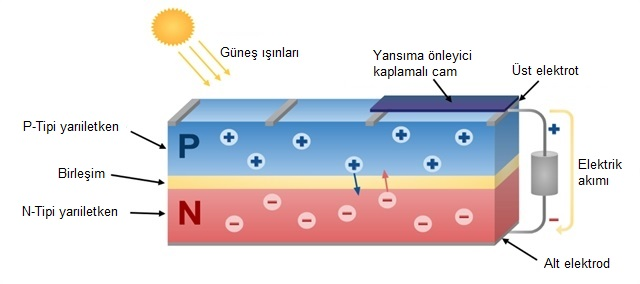 Güneş ışınları
Yansıma önleyici
kaplamalı cam
Üst elektrot
P-Tipi yarıiletken
P
+
Elektrik
akımı
Birleşim
N-Tipi yarıiletken
N
−
Alt elektrod